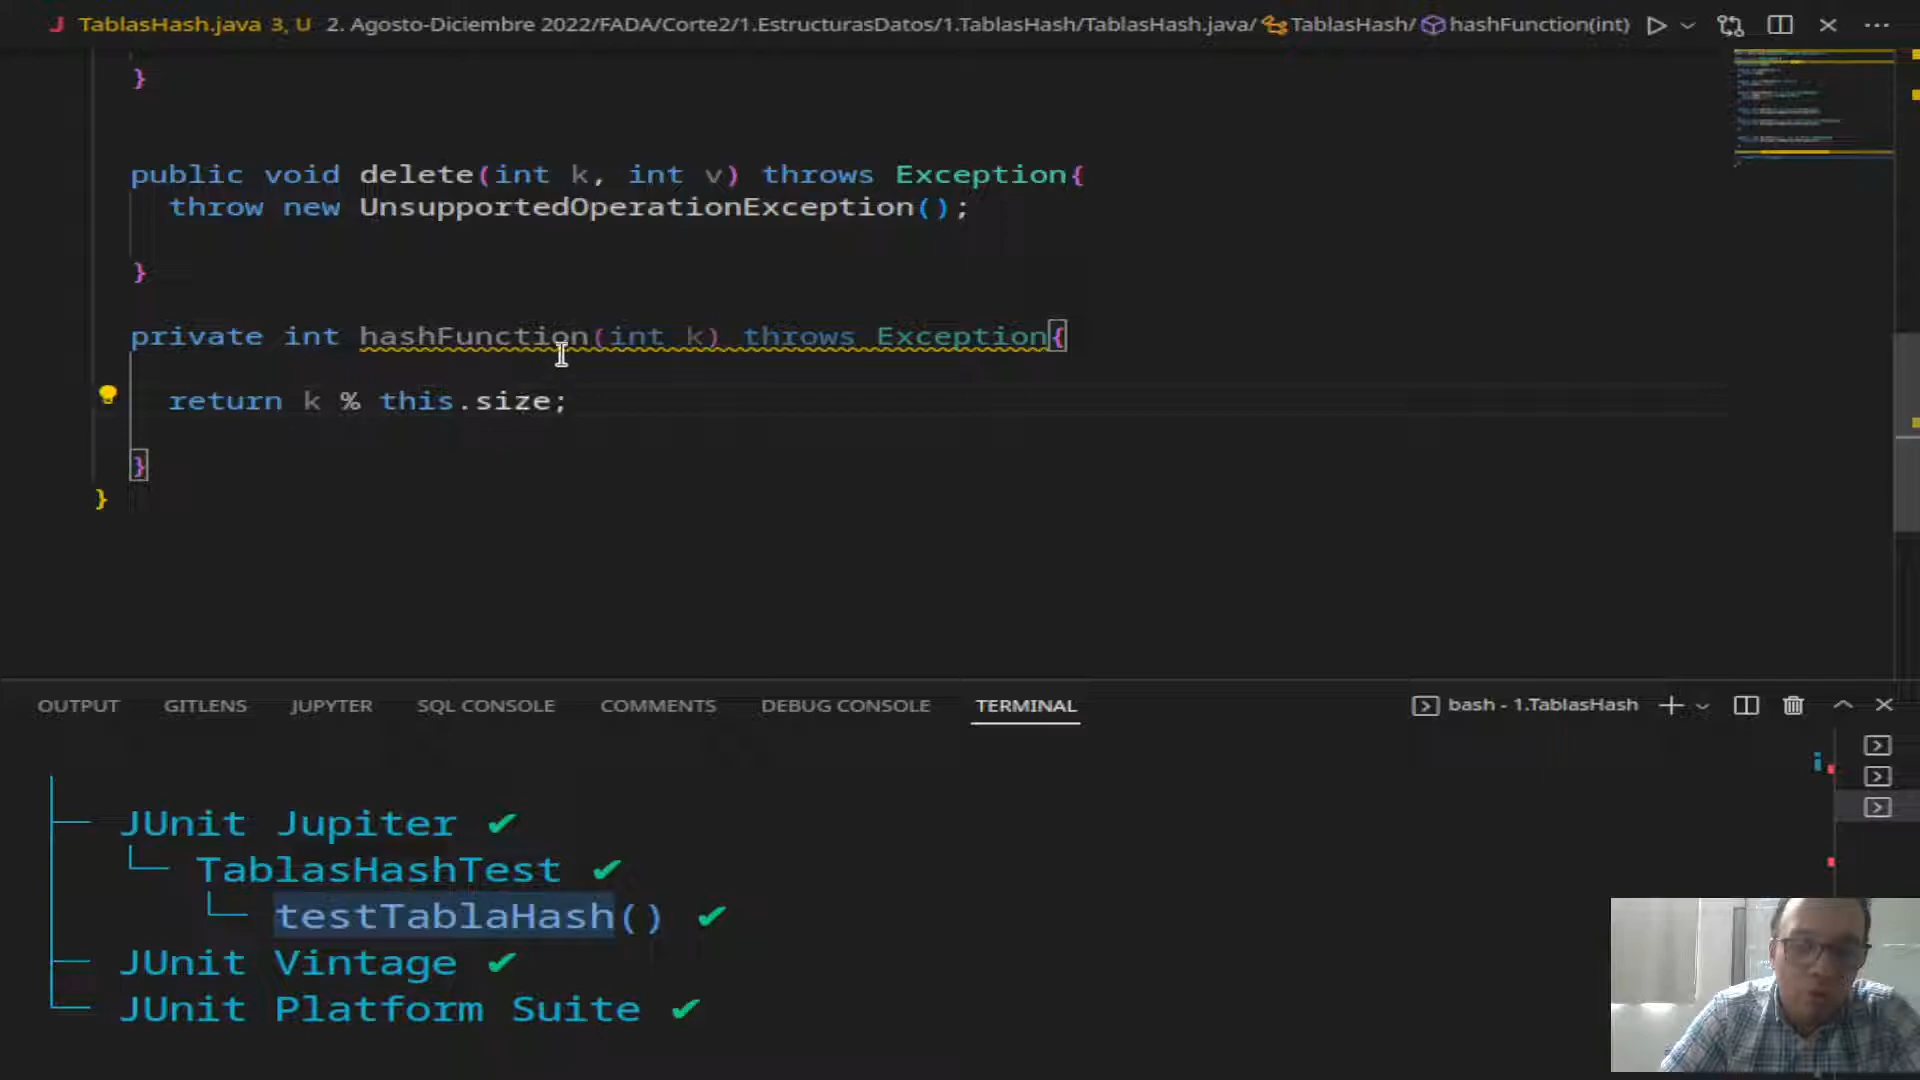 TablasHash.java 3, U 2. Agosto-Diciembre 2022/FADA/Corte2/1.EstructurasDatos/1.TablasHash/TablasHash.java/ TablasHash/ hashFunction(int)
}
public void delete(int k, int v) throws Exception{
throw new UnsupportedOperationException();
}
private int hashFunction(int k) throws Exception{
return k % this.size;
}
}
OUTPUT GITLENS JUPYTER SQL CONSOLE COMMENTS DEBUG CONSOLE TERMINAL bash - 1.TablasHash
JUnit Jupiter ✔
TablasHashTest ✔
testTablaHash() ✔
JUnit Vintage ✔
JUnit Platform Suite ✔